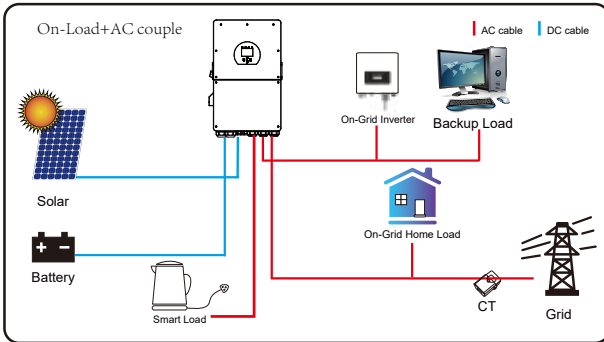 On-Load+AC couple
AC cable
DC cable
On-Grid Inverter
Backup Load
Solar
On-Grid Home Load
Battery
Smart Load
CT
Grid